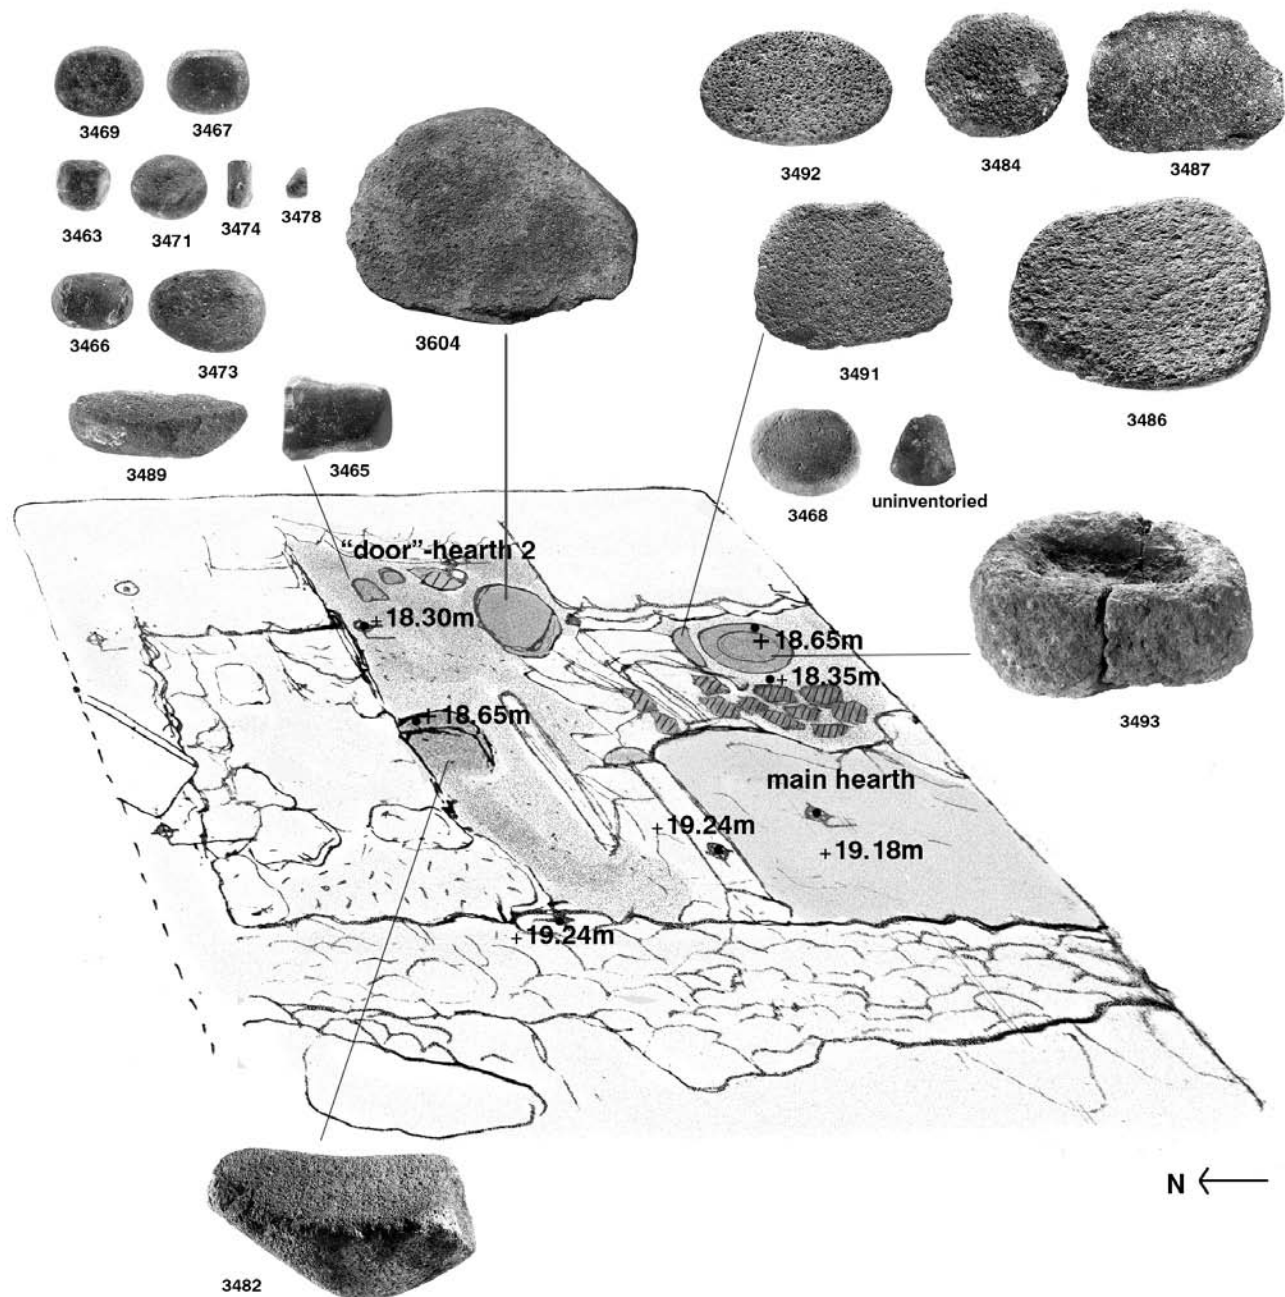 3469
3467
3492
3484
3487
3463
3471
3474
3478
3466
3473
3604
3491
3486
3489
3465
3468
uninventoried
3493
“door”-hearth 2
+18.30m
+18.65m
+18.35m
+18.65m
main hearth
+19.24m
+19.18m
+19.24m
N
3482